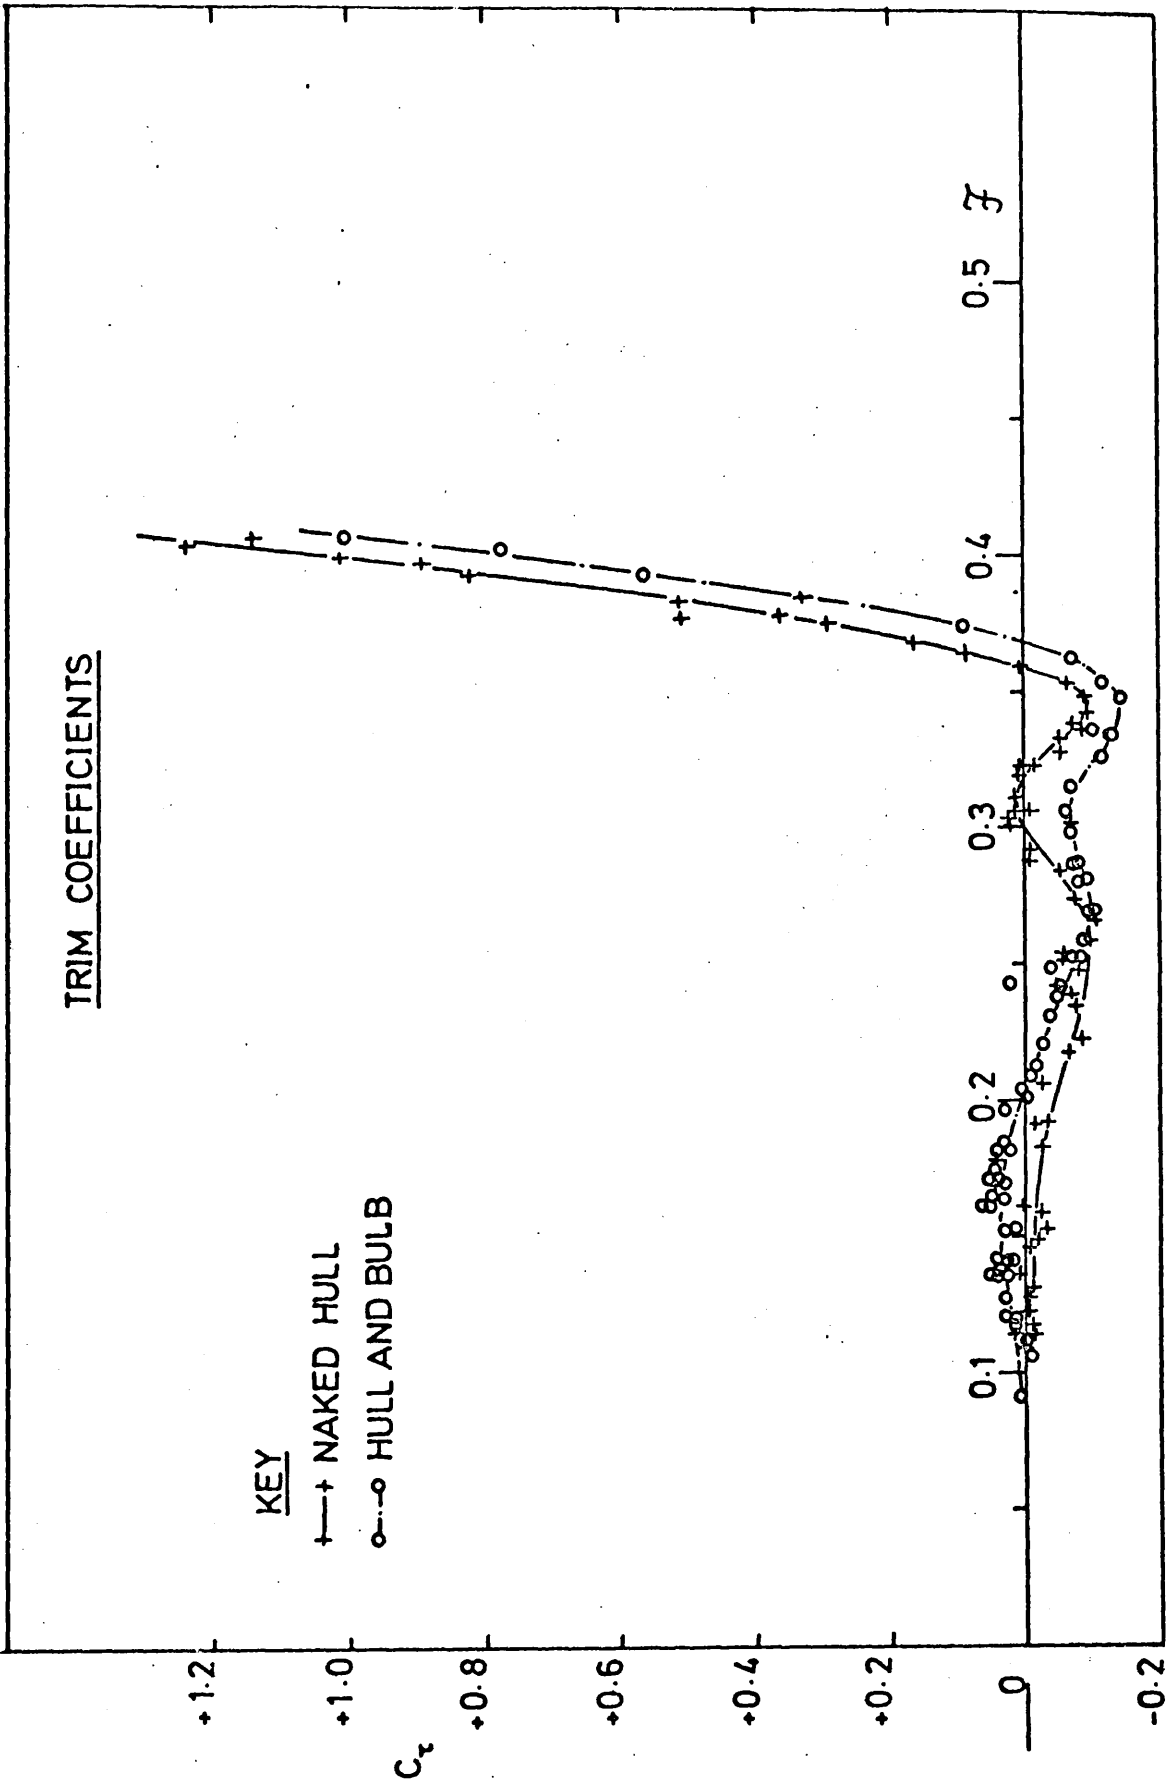 TRIM COEFFICIENTS
KEY
NAKED HULL
HULL AND BULB
Cτ
+1.2
+1.0
+0.8
+0.6
+0.4
+0.2
0
-0.2
0.1
0.2
0.3
0.4
0.5
ℱ